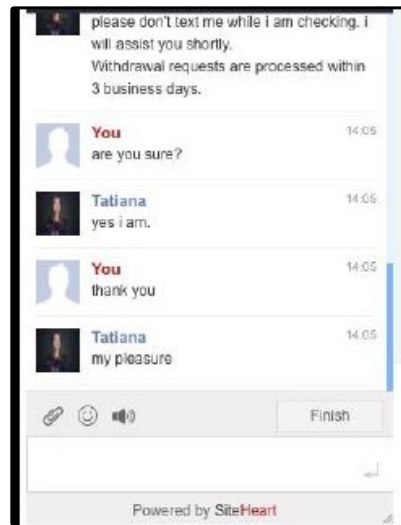 please don't text me while i am checking. i
will assist you shortly.
Withdrawal requests are processed within
3 business days.
You 14:05
are you sure?
Tatiana 14:05
yes i am.
You 14:05
thank you
Tatiana 14:05
my pleasure
Finish
Powered by SiteHeart